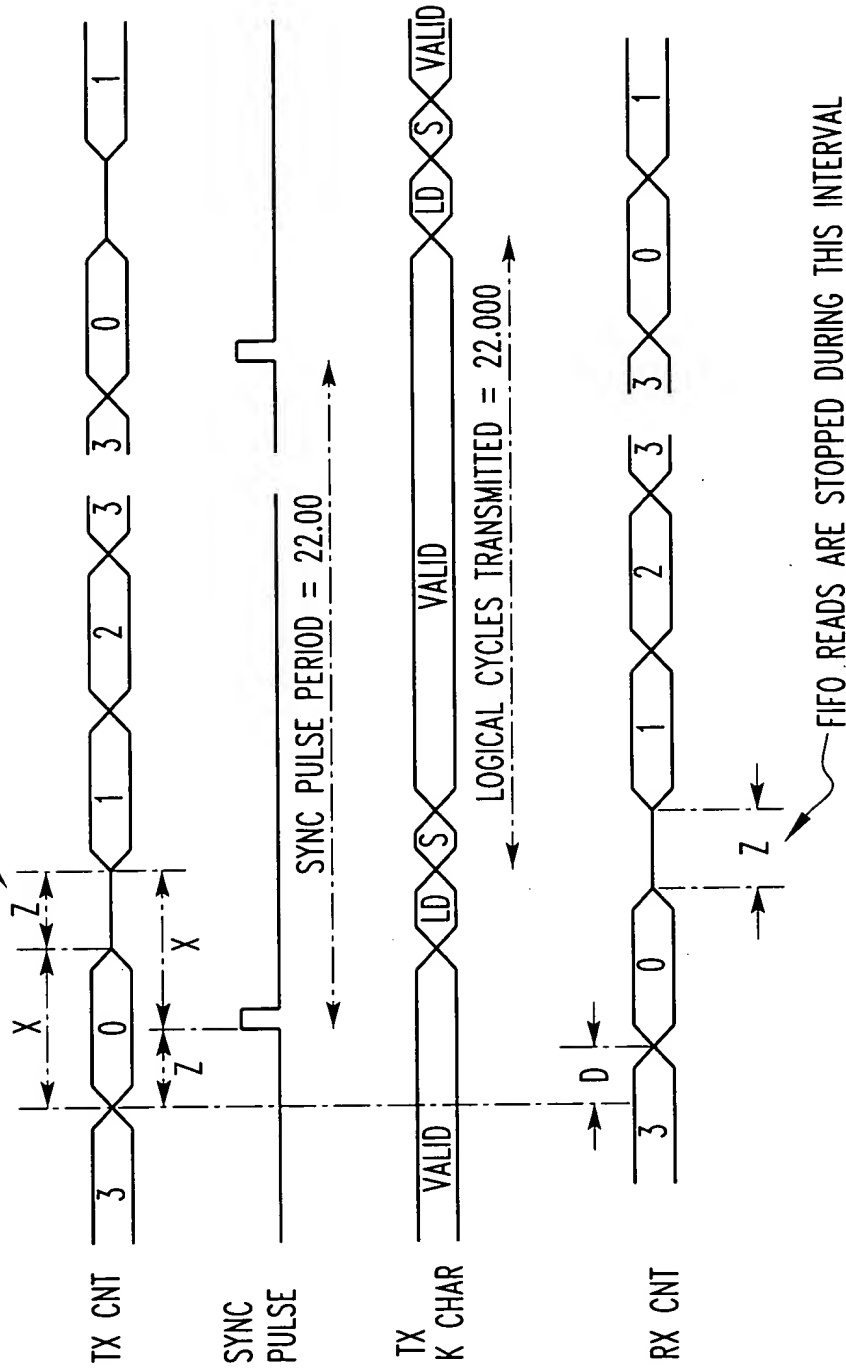 TX CNT
3
0
1
2
3
3
0
1
X
Z
Z
X
SYNC
PULSE
SYNC PULSE PERIOD = 22.00
TX
K CHAR
VALID
LD
S
VALID
LD
S
VALID
LOGICAL CYCLES TRANSMITTED = 22.000
RX CNT
3
0
1
2
3
3
0
1
D
Z
FIFO READS ARE STOPPED DURING THIS INTERVAL